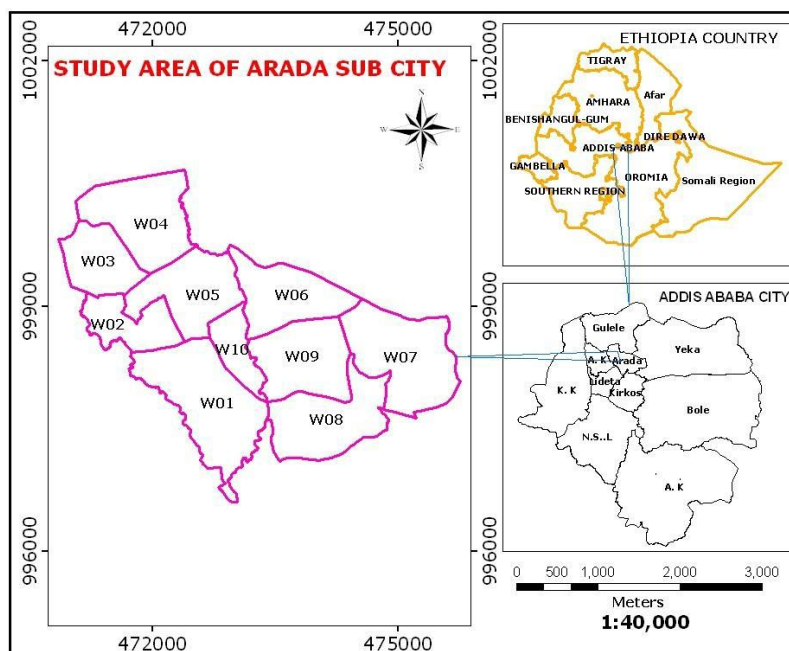 472000 475000
1002000
999000
996000
STUDY AREA OF ARADA SUB CITY
N
W E
S
W04
W03
W05
W06
W02
W10
W09
W07
W01
W08
1002000
999000
996000
472000 475000
ETHIOPIA COUNTRY
TIGRAY
Afar
AMHARA
BENISHANGUL-GUM
DIRE DAWA
ADDIS ABABA
GAMBELLA
OROMIA
Somali Region
SOUTHERN REGION
ADDIS ABABA CITY
Gulele
Yeka
A. K Arada
Lideta
K. K
Kirkos
Bole
N.S..L
A. K
0 500 1,000 2,000 3,000
Meters
1:40,000